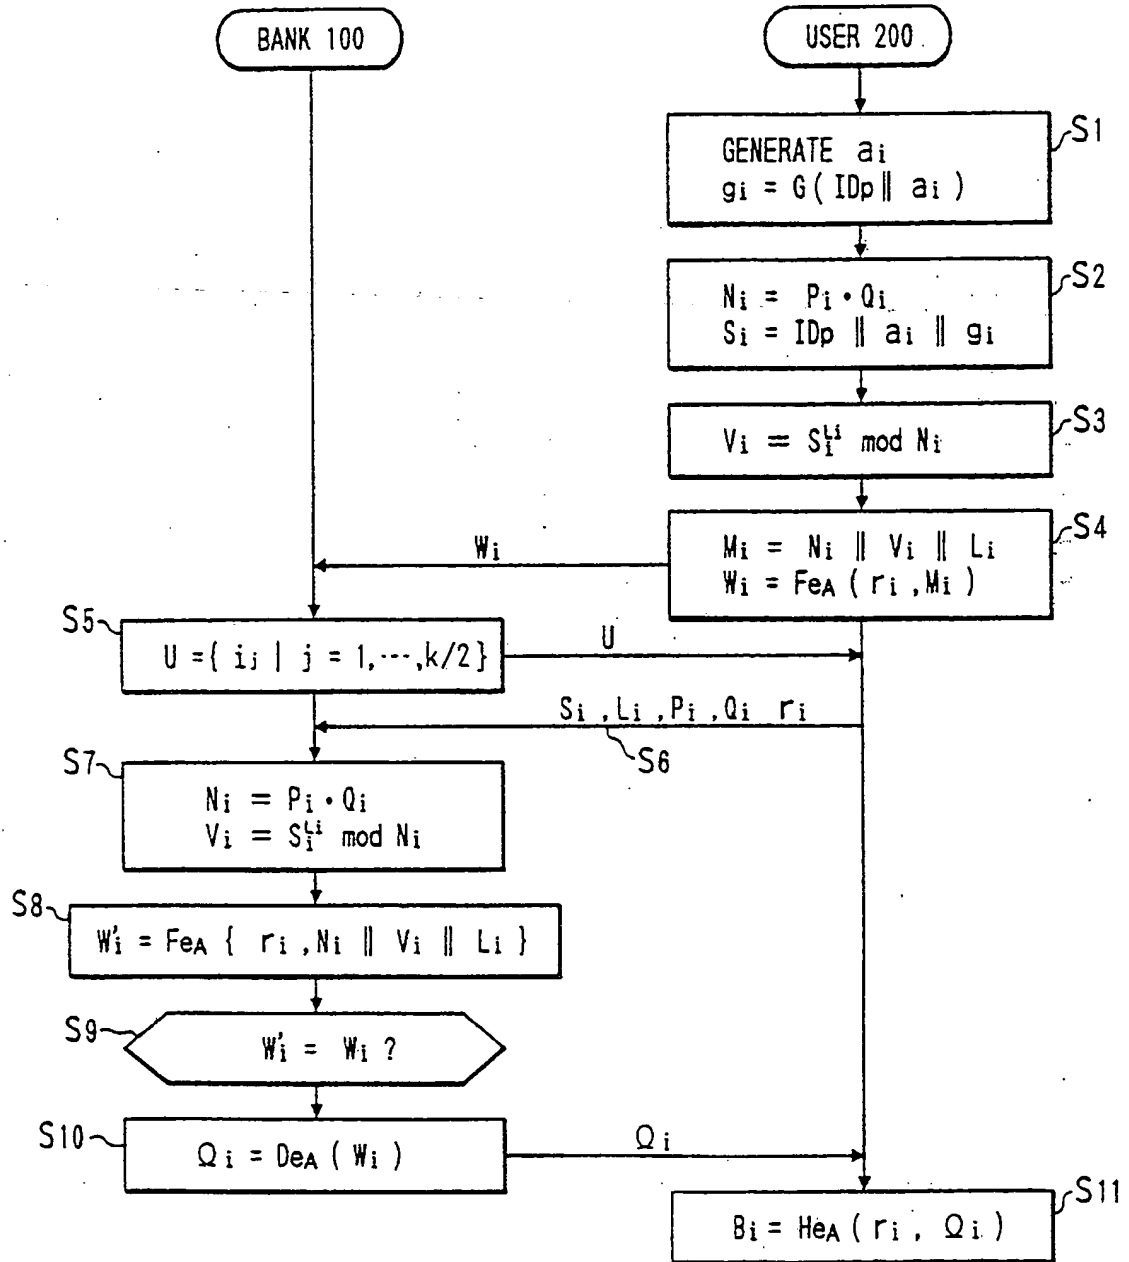 BANK 100
USER 200
S1
GENERATE ai
gi = G( IDp ‖ ai )
S2
Ni = Pi · Qi
Si = IDp ‖ ai ‖ gi
S3
Vi = Si^Li mod Ni
S4
Mi = Ni ‖ Vi ‖ Li
Wi = FeA ( ri , Mi )
Wi
S5
U = { ij | j = 1, ···, k/2 }
U
Si , Li , Pi , Qi ri
S6
S7
Ni = Pi · Qi
Vi = Si^Li mod Ni
S8
W'i = FeA { ri , Ni ‖ Vi ‖ Li }
S9
W'i = Wi ?
S10
Ωi = DeA ( Wi )
Ωi
S11
Bi = HeA ( ri , Ωi )